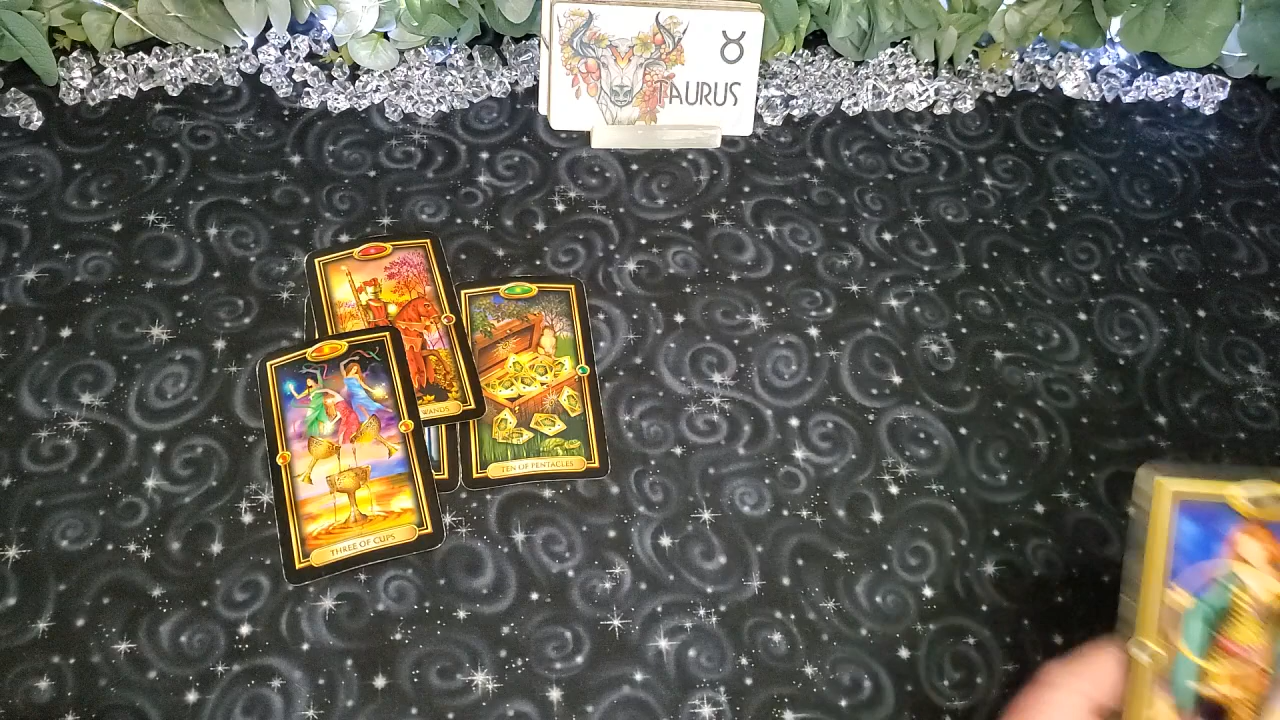 ♉
TAURUS
WANDS
TEN OF PENTACLES
THREE OF CUPS